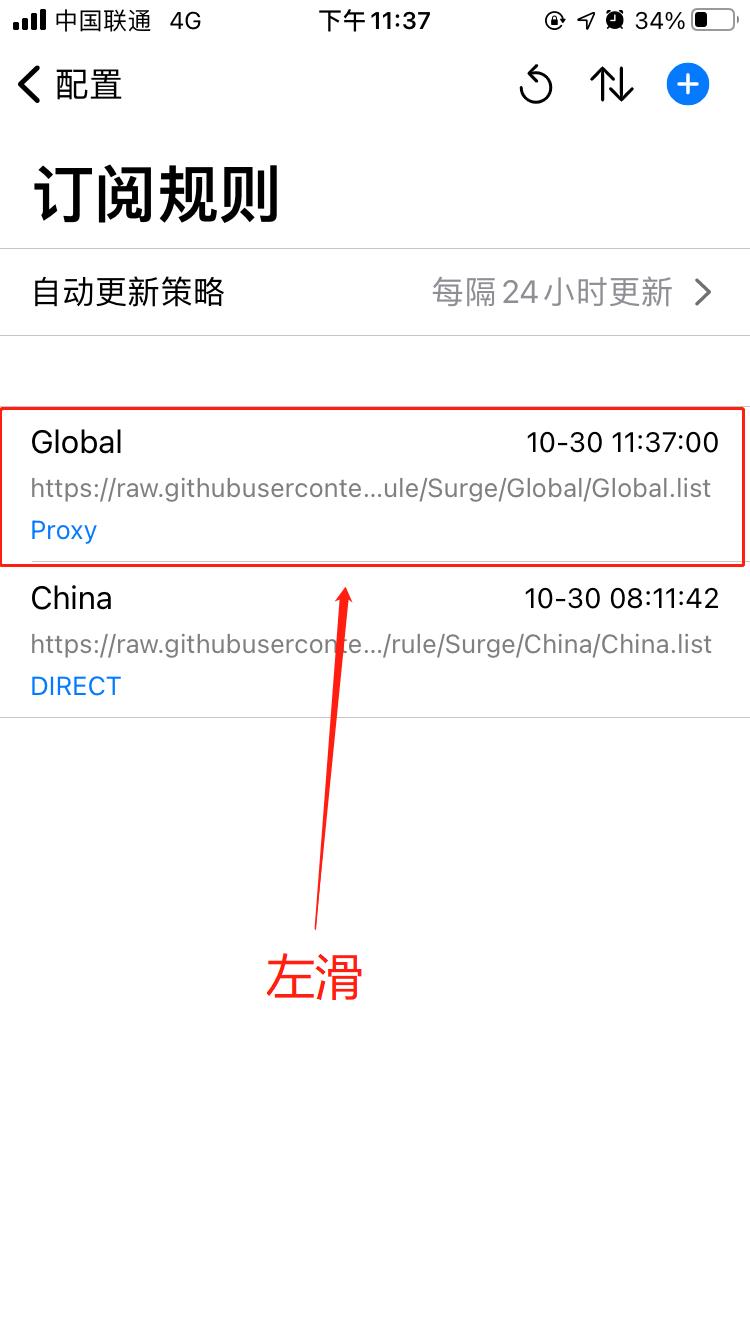 中国联通 4G 下午11:37 34%
配置
订阅规则
自动更新策略 每隔24小时更新
Global 10-30 11:37:00
https://raw.githubuserconte...ule/Surge/Global/Global.list
Proxy
China 10-30 08:11:42
https://raw.githubuserconte.../rule/Surge/China/China.list
DIRECT
左滑